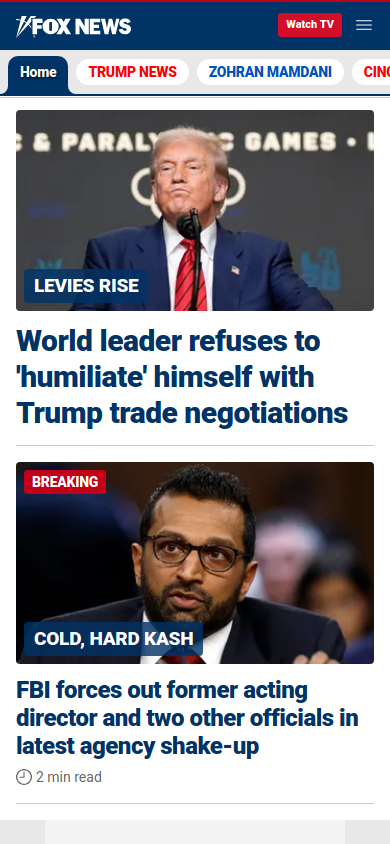 FOX NEWS
Watch TV
Home
TRUMP NEWS
ZOHRAN MAMDANI
& PARALY
C GAMES • L
LEVIES RISE
World leader refuses to
'humiliate' himself with
Trump trade negotiations
BREAKING
COLD, HARD KASH
FBI forces out former acting
director and two other officials in
latest agency shake-up
2 min read